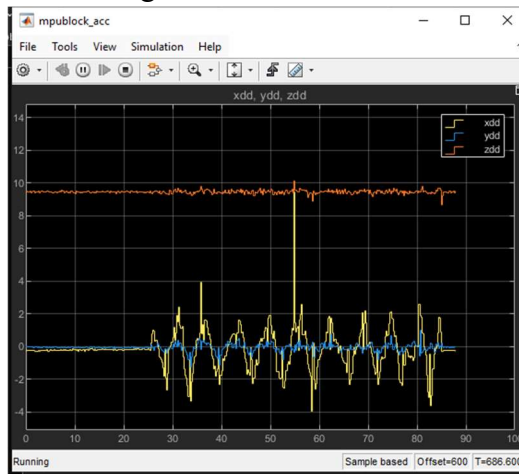 mpublock_acc
File Tools View Simulation Help
xdd, ydd, zdd
xdd
ydd
zdd
14
12
10
8
6
4
2
0
-2
-4
0 10 20 30 40 50 60 70 80 90 100
Running Sample based Offset=600 T=686.600